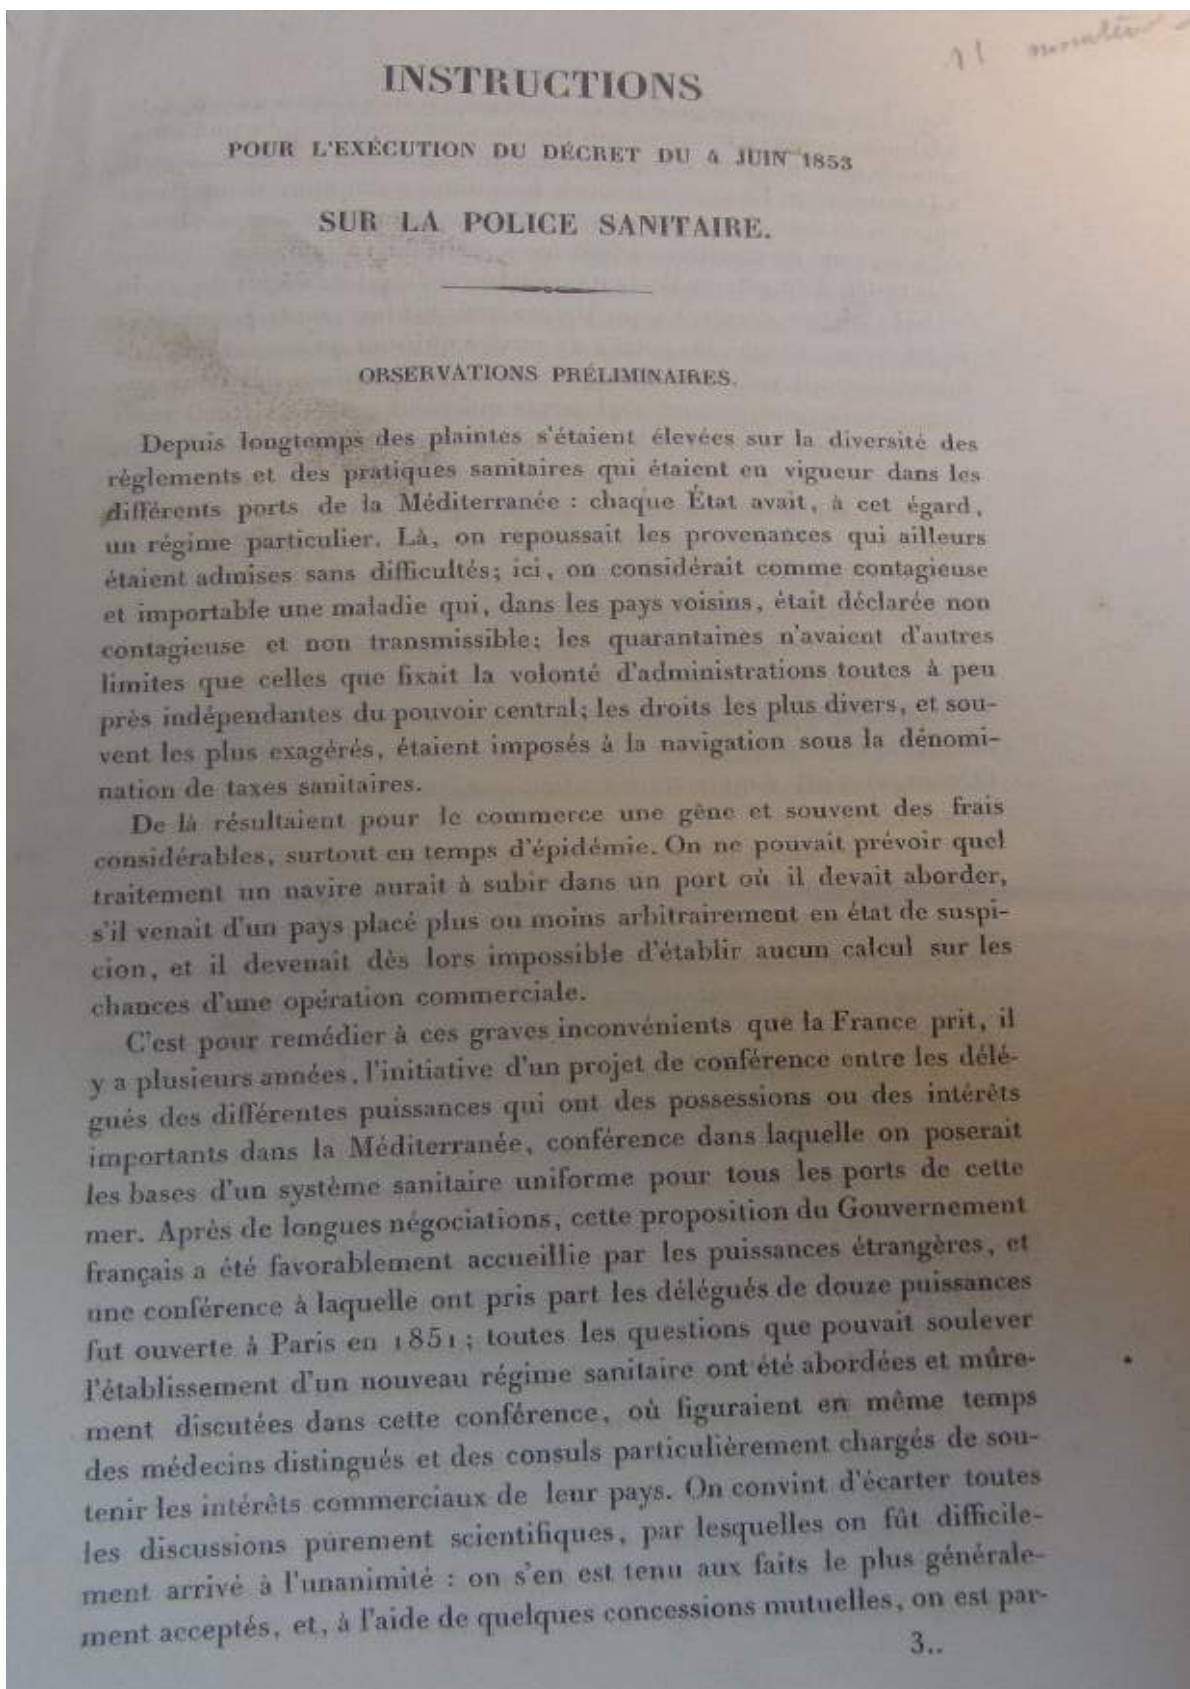 11
INSTRUCTIONS
POUR L'EXÉCUTION DU DÉCRET DU 4 JUIN 1853
SUR LA POLICE SANITAIRE.
OBSERVATIONS PRÉLIMINAIRES.
Depuis longtemps des plaintes s'étaient élevées sur la diversité des
règlements et des pratiques sanitaires qui étaient en vigueur dans les
différents ports de la Méditerranée : chaque État avait, à cet égard,
un régime particulier. Là, on repoussait les provenances qui ailleurs
étaient admises sans difficultés; ici, on considérait comme contagieuse
et importable une maladie qui, dans les pays voisins, était déclarée non
contagieuse et non transmissible; les quarantaines n'avaient d'autres
limites que celles que fixait la volonté d'administrations toutes à peu
près indépendantes du pouvoir central; les droits les plus divers, et sou-
vent les plus exagérés, étaient imposés à la navigation sous la dénomi-
nation de taxes sanitaires.
De là résultaient pour le commerce une gêne et souvent des frais
considérables, surtout en temps d'épidémie. On ne pouvait prévoir quel
traitement un navire aurait à subir dans un port où il devait aborder,
s'il venait d'un pays placé plus ou moins arbitrairement en état de suspi-
cion, et il devenait dès lors impossible d'établir aucun calcul sur les
chances d'une opération commerciale.
C'est pour remédier à ces graves inconvénients que la France prit, il
y a plusieurs années, l'initiative d'un projet de conférence entre les délé-
gués des différentes puissances qui ont des possessions ou des intérêts
importants dans la Méditerranée, conférence dans laquelle on poserait
les bases d'un système sanitaire uniforme pour tous les ports de cette
mer. Après de longues négociations, cette proposition du Gouvernement
français a été favorablement accueillie par les puissances étrangères, et
une conférence à laquelle ont pris part les délégués de douze puissances
fut ouverte à Paris en 1851; toutes les questions que pouvait soulever
l'établissement d'un nouveau régime sanitaire ont été abordées et mûre-
ment discutées dans cette conférence, où figuraient en même temps
des médecins distingués et des consuls particulièrement chargés de sou-
tenir les intérêts commerciaux de leur pays. On convint d'écarter toutes
les discussions purement scientifiques, par lesquelles on fût difficile-
ment arrivé à l'unanimité : on s'en est tenu aux faits le plus générale-
ment acceptés, et, à l'aide de quelques concessions mutuelles, on est par-
3..